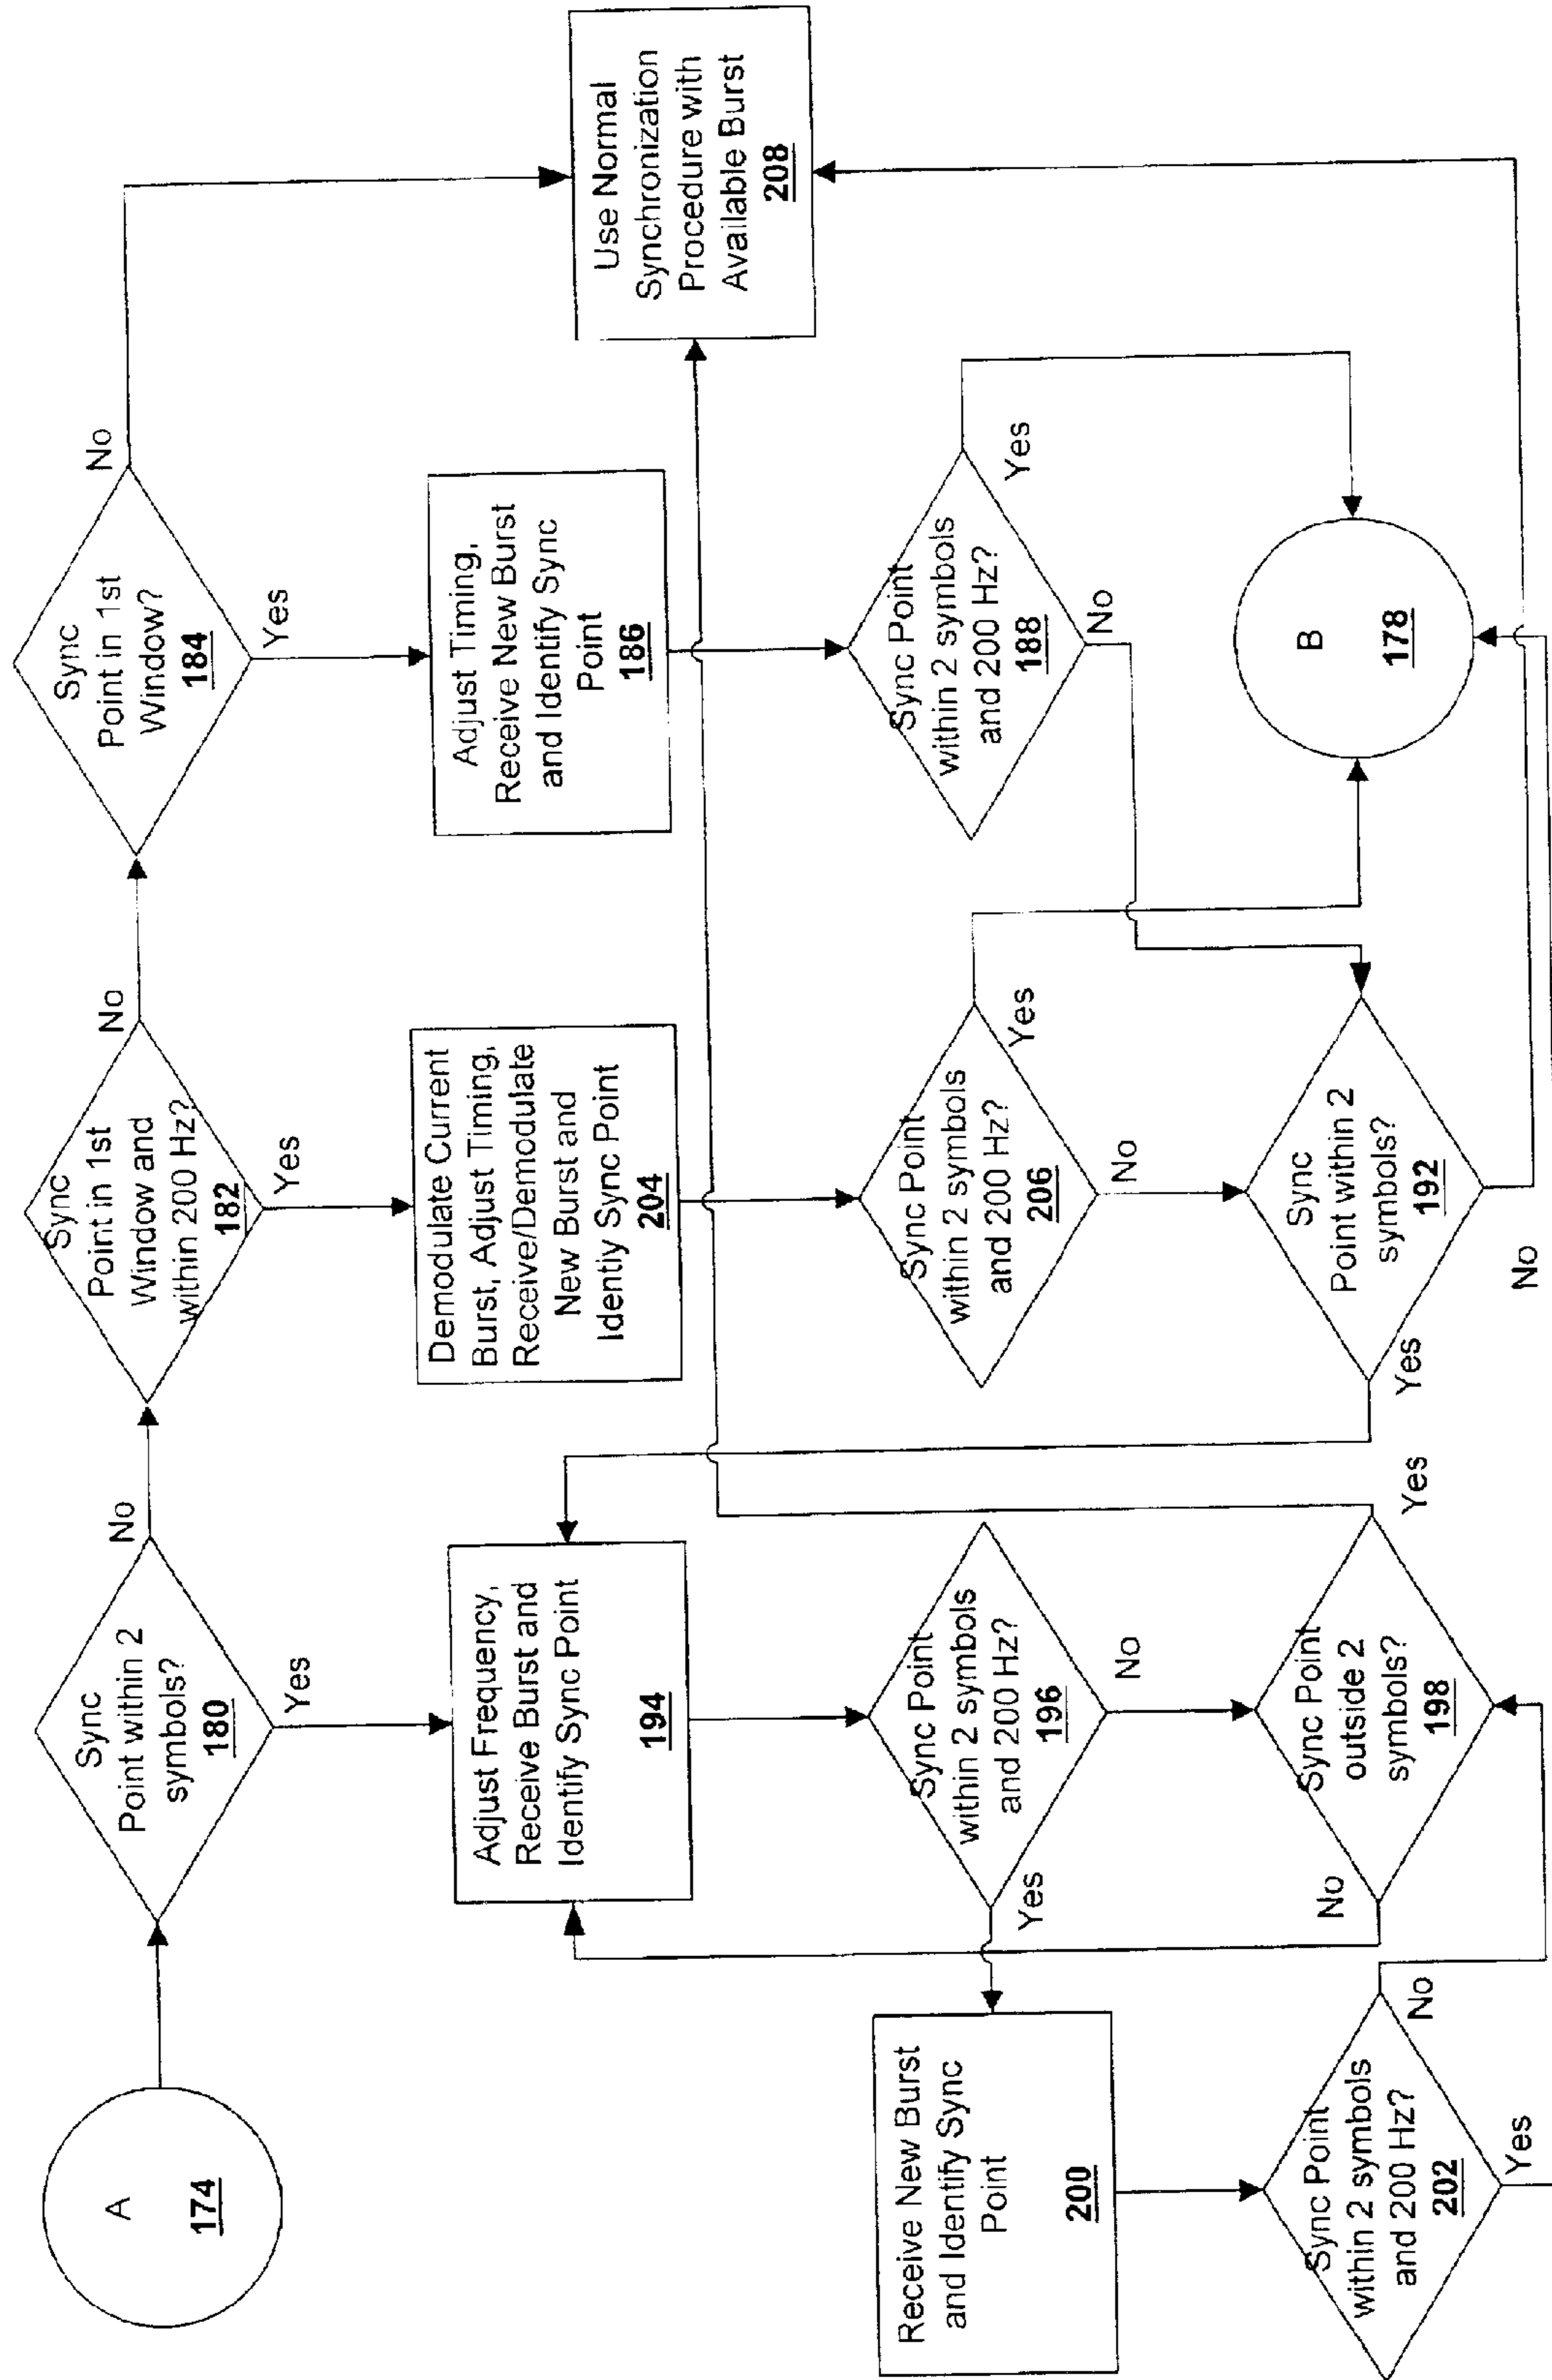 A
174
Sync
Point within 2
symbols?
180
No
Yes
Sync
Point in 1st
Window and
within 200 Hz?
182
No
Yes
Sync
Point in 1st
Window?
184
No
Yes
Adjust Frequency,
Receive Burst and
Identify Sync Point
194
Demodulate Current
Burst, Adjust Timing,
Receive/Demodulate
New Burst and
Identiy Sync Point
204
Adjust Timing,
Receive New Burst
and Identify Sync
Point
186
Use Normal
Synchronization
Procedure with
Available Burst
208
Sync Point
within 2 symbols
and 200 Hz?
196
Yes
No
Sync Point
within 2 symbols
and 200 Hz?
206
Yes
No
Sync Point
within 2 symbols
and 200 Hz?
188
Yes
No
Receive New Burst
and Identify Sync
Point
200
Sync Point
outside 2
symbols?
198
No
Yes
Sync
Point within 2
symbols?
192
Yes
No
B
178
Sync Point
within 2 symbols
and 200 Hz?
202
No
Yes